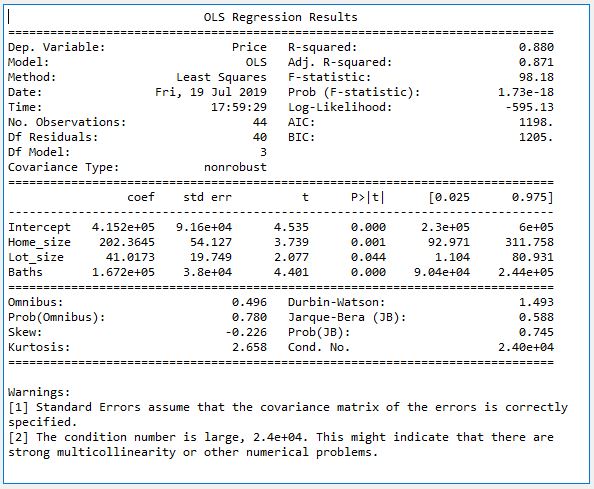 OLS Regression Results
==============================================================================
Dep. Variable:                  Price   R-squared:                       0.880
Model:                            OLS   Adj. R-squared:                  0.871
Method:                 Least Squares   F-statistic:                     98.18
Date:                Fri, 19 Jul 2019   Prob (F-statistic):           1.73e-18
Time:                        17:59:29   Log-Likelihood:                -595.13
No. Observations:                  44   AIC:                             1198.
Df Residuals:                      40   BIC:                             1205.
Df Model:                           3
Covariance Type:            nonrobust
==============================================================================
                 coef    std err          t      P>|t|      [0.025      0.975]
------------------------------------------------------------------------------
Intercept   4.152e+05   9.16e+04      4.535      0.000     2.3e+05       6e+05
Home_size    202.3645     54.127      3.739      0.001      92.971     311.758
Lot_size      41.0173     19.749      2.077      0.044       1.104      80.931
Baths       1.672e+05    3.8e+04      4.401      0.000    9.04e+04    2.44e+05
==============================================================================
Omnibus:                        0.496   Durbin-Watson:                   1.493
Prob(Omnibus):                  0.780   Jarque-Bera (JB):                0.588
Skew:                          -0.226   Prob(JB):                        0.745
Kurtosis:                       2.658   Cond. No.                     2.40e+04
==============================================================================

Warnings:
[1] Standard Errors assume that the covariance matrix of the errors is correctly
specified.
[2] The condition number is large, 2.4e+04. This might indicate that there are
strong multicollinearity or other numerical problems.